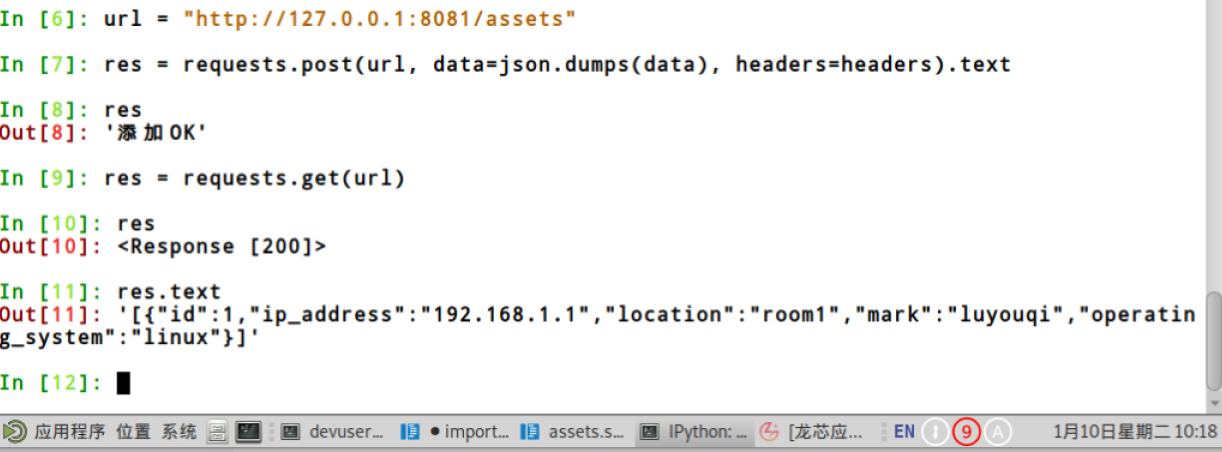 In [6]: url = "http://127.0.0.1:8081/assets"
In [7]: res = requests.post(url, data=json.dumps(data), headers=headers).text
In [8]: res
Out[8]: '添加OK'
In [9]: res = requests.get(url)
In [10]: res
Out[10]: <Response [200]>
In [11]: res.text
Out[11]: '[{"id":1,"ip_address":"192.168.1.1","location":"room1","mark":"luyouqi","operatin
g_system":"linux"}]'
In [12]:
应用程序 位置 系统 devuser... • import... assets.s... IPython: ... [龙芯应... EN 9 A 1月10日星期二 10:18